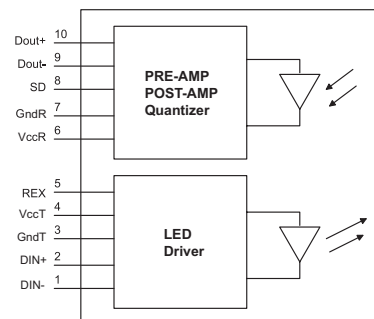 Dout+ 10
Dout- 9
SD 8
GndR 7
VccR 6
PRE-AMP
POST-AMP
Quantizer
REX 5
VccT 4
GndT 3
DIN+ 2
DIN- 1
LED
Driver